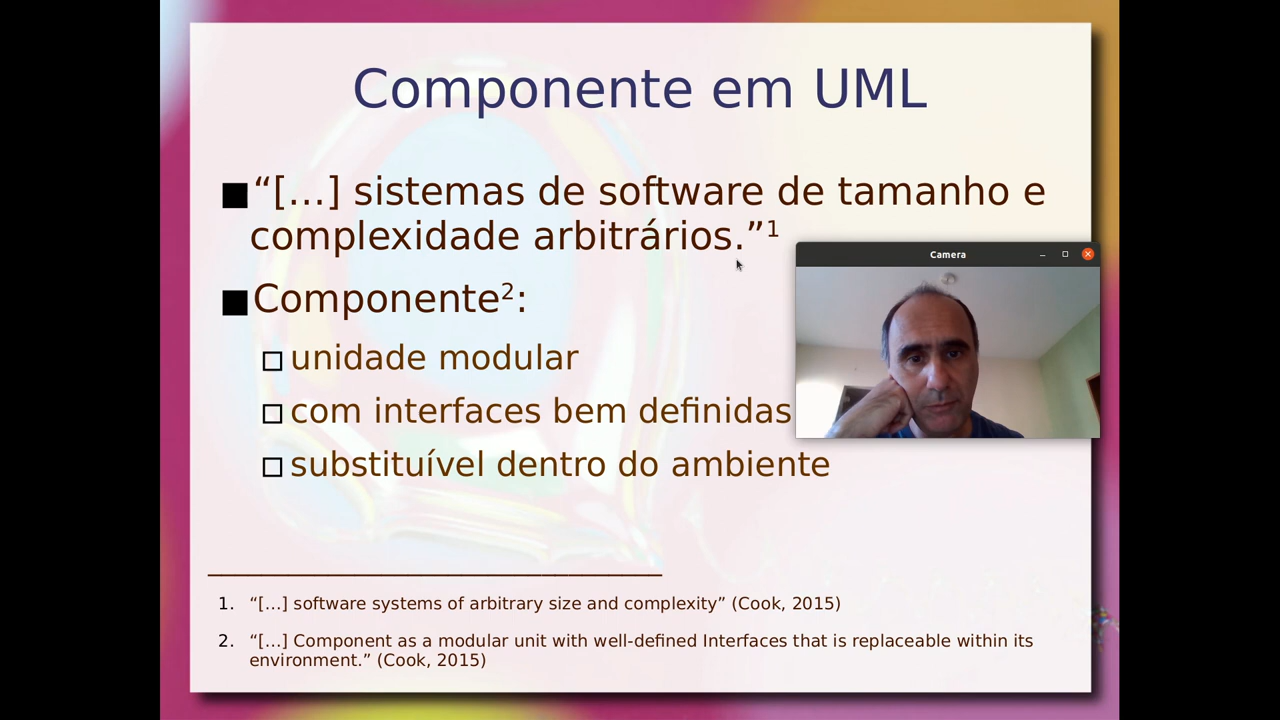 Componente em UML
■“[...] sistemas de software de tamanho e
complexidade arbitrários.”¹
■Componente²:
□ unidade modular
□ com interfaces bem definidas
□ substituível dentro do ambiente
Camera
1. “[...] software systems of arbitrary size and complexity” (Cook, 2015)
2. “[...] Component as a modular unit with well-defined Interfaces that is replaceable within its
environment.” (Cook, 2015)